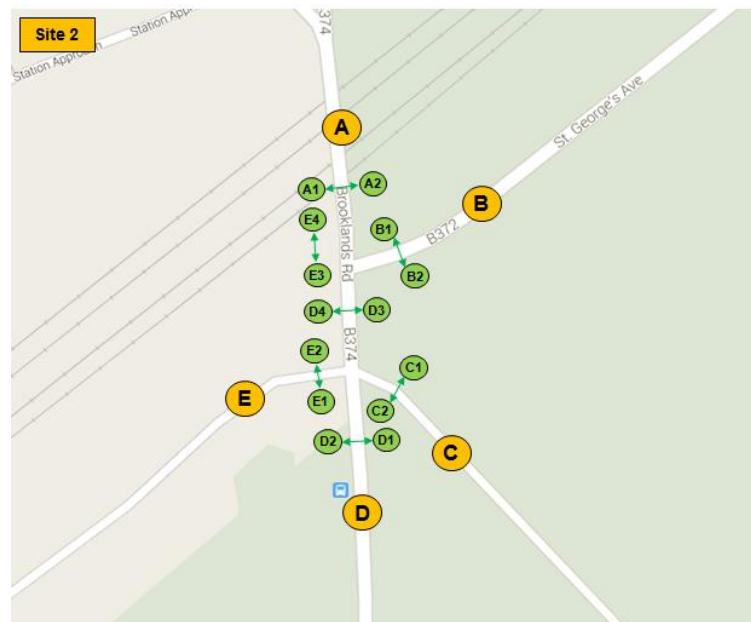 Site 2
B374
Station Approach
Station Approach
A
St. George's Ave
A1
A2
B
E4
Brooklands Rd
B1
B372
E3
B2
D4
D3
B374
E2
C1
E
E1
C2
D2
D1
C
D